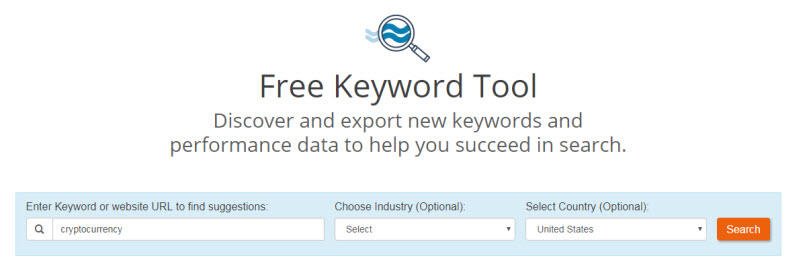 Free Keyword Tool
Discover and export new keywords and
performance data to help you succeed in search.
Enter Keyword or website URL to find suggestions:
Choose Industry (Optional):
Select Country (Optional):
cryptocurrency
Select
United States
Search